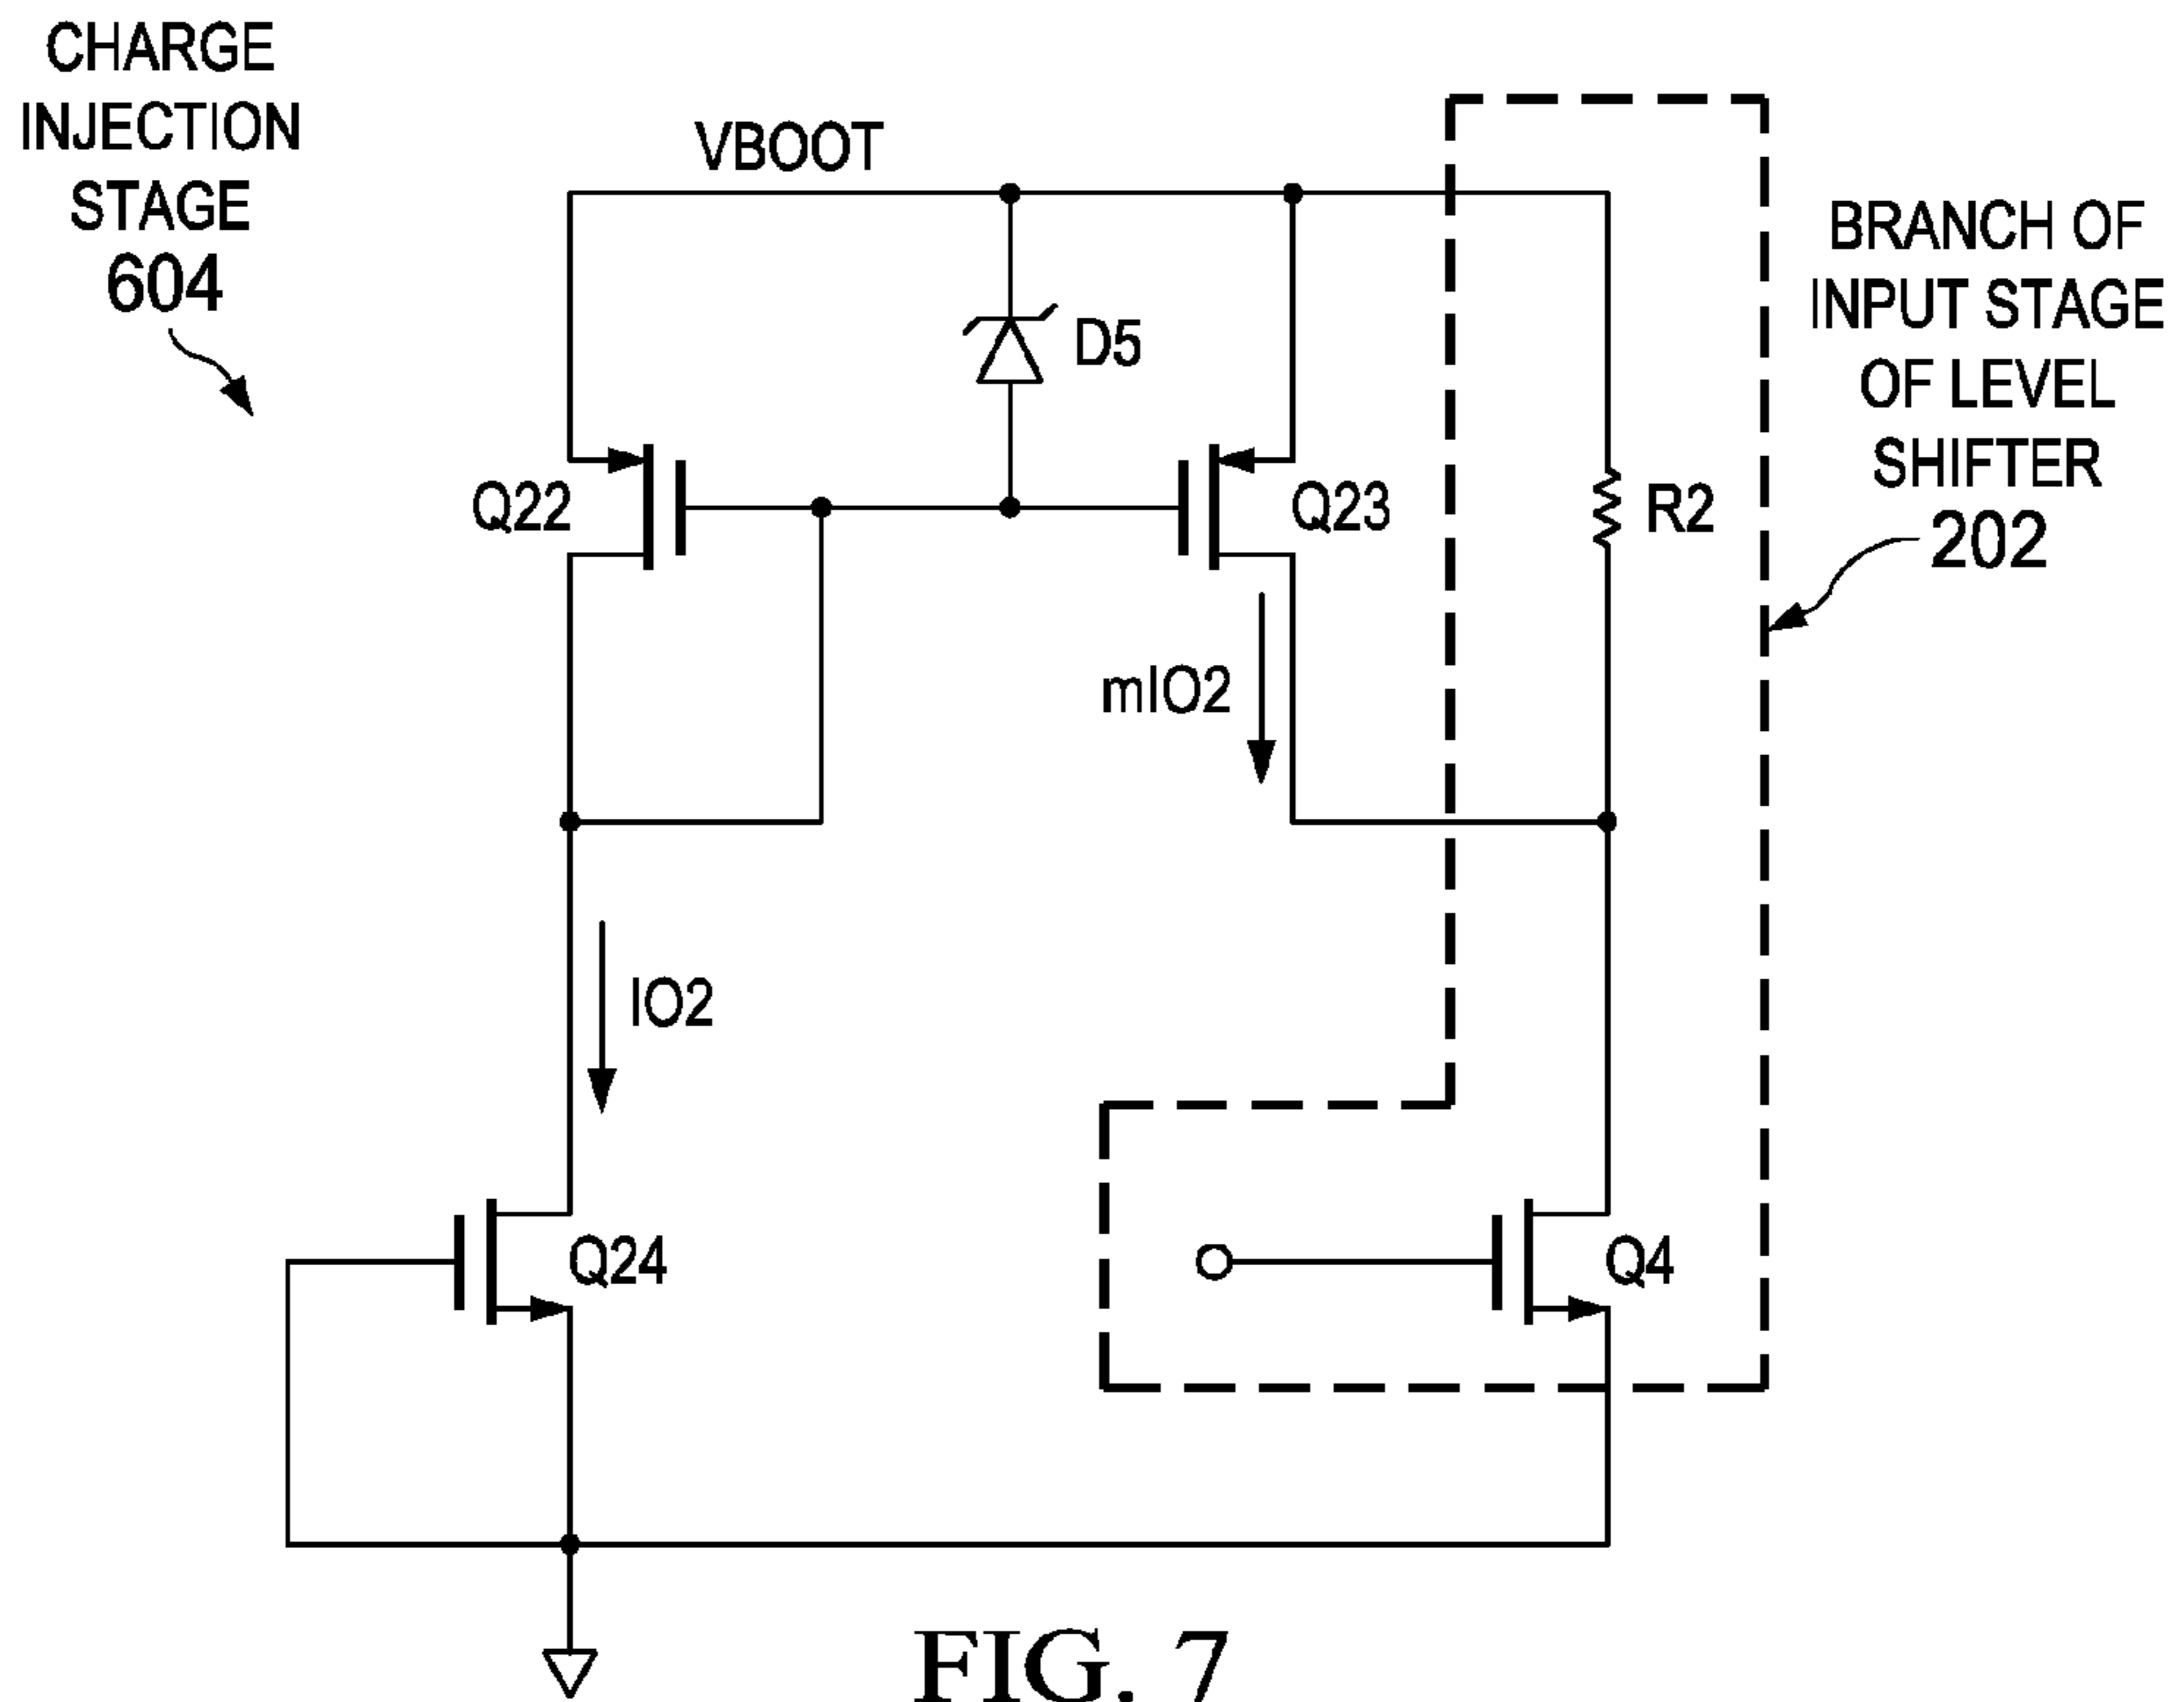 CHARGE
INJECTION
STAGE
604
VBOOT
BRANCH OF
INPUT STAGE
OF LEVEL
SHIFTER
202
D5
Q22
Q23
R2
mIO2
IO2
Q24
Q4
FIG. 7